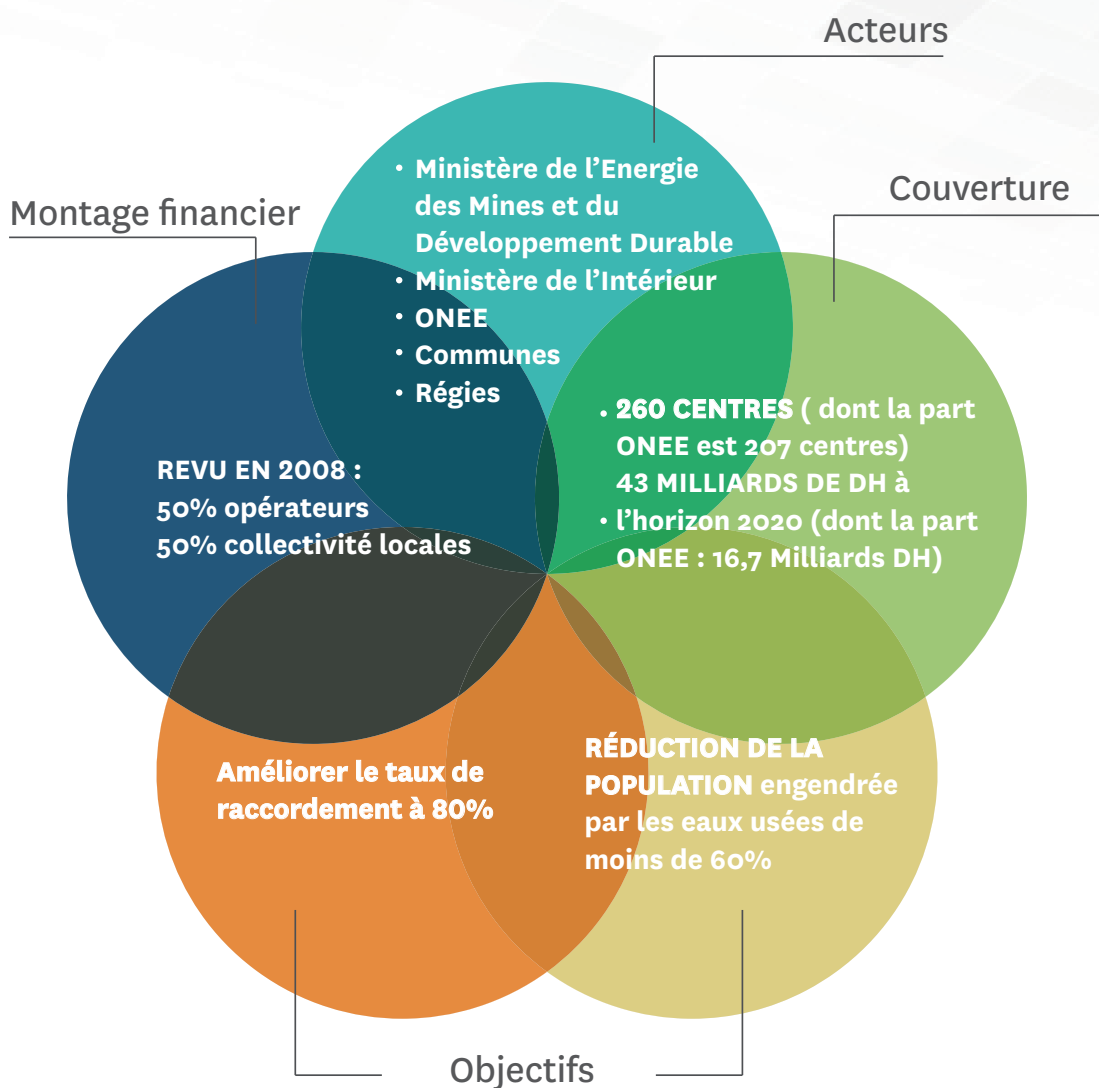 Acteurs
• Ministère de l’Energie
des Mines et du
Développement Durable
• Ministère de l’Intérieur
• ONEE
• Communes
• Régies
Couverture
• 260 CENTRES ( dont la part
ONEE est 207 centres)
43 MILLIARDS DE DH à
• l’horizon 2020 (dont la part
ONEE : 16,7 Milliards DH)
Montage financier
REVU EN 2008 :
50% opérateurs
50% collectivité locales
Améliorer le taux de
raccordement à 80%
RÉDUCTION DE LA
POPULATION engendrée
par les eaux usées de
moins de 60%
Objectifs